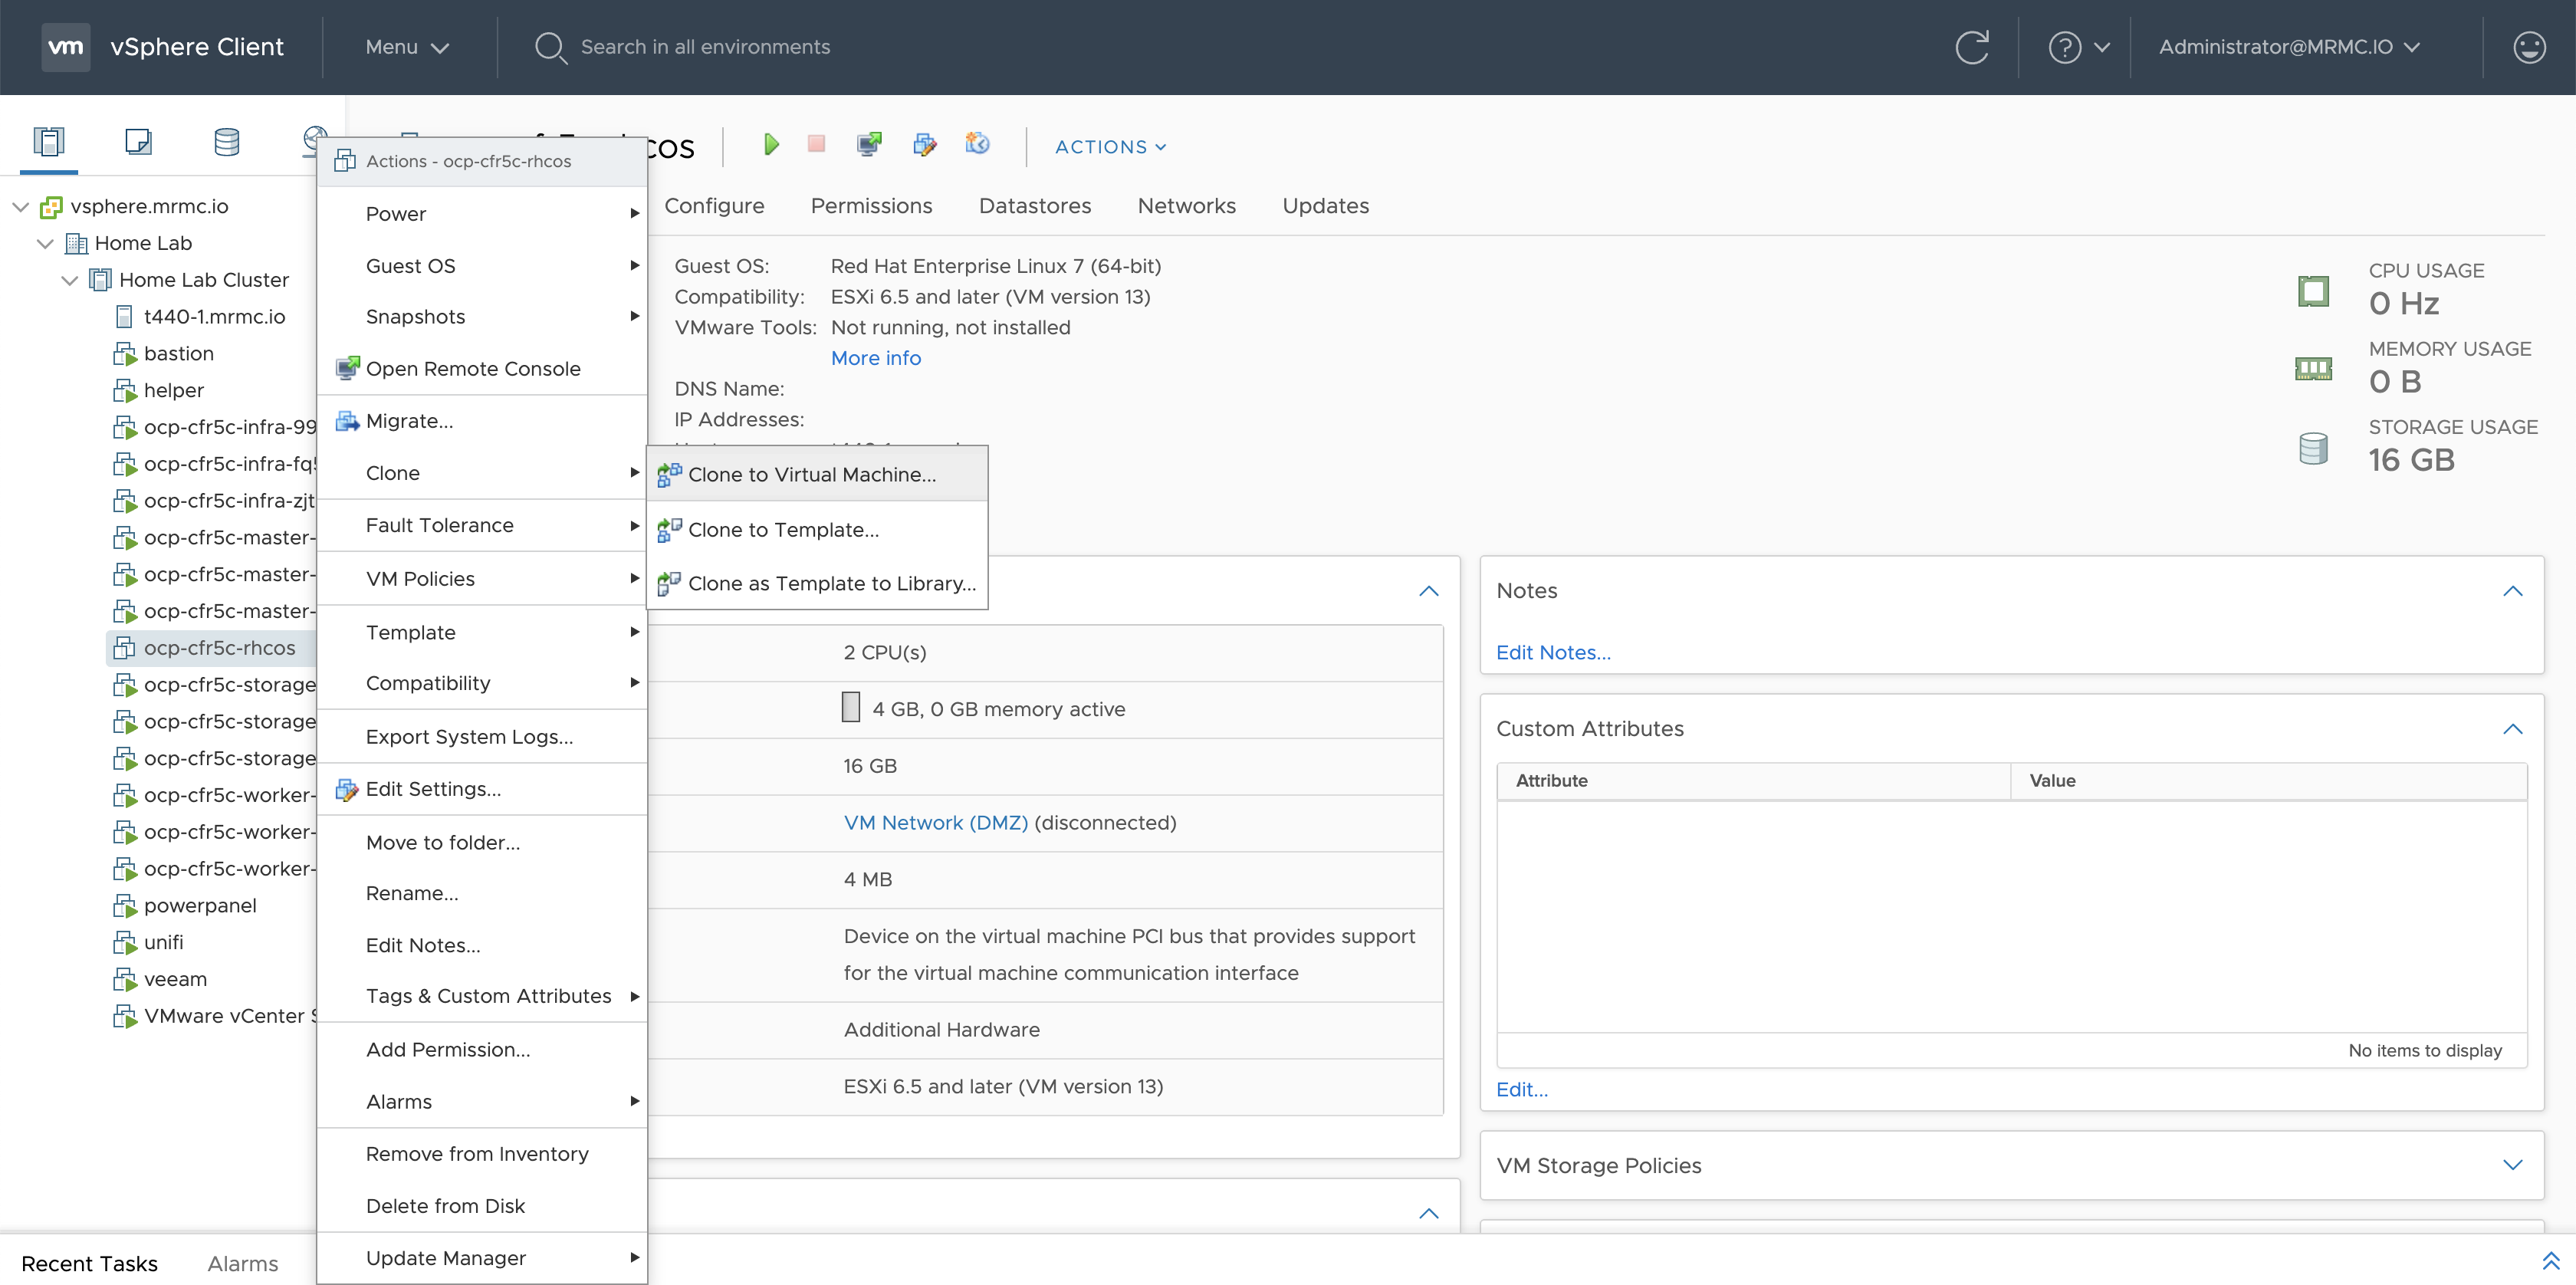 vm vSphere Client Menu Search in all environments Administrator@MRMC.IO
Actions - ocp-cfr5c-rhcos
ACTIONS
vsphere.mrmc.io
Home Lab
Home Lab Cluster
t440-1.mrmc.io
bastion
helper
ocp-cfr5c-infra-99
ocp-cfr5c-infra-fq
ocp-cfr5c-infra-zjt
ocp-cfr5c-master-
ocp-cfr5c-master-
ocp-cfr5c-master-
ocp-cfr5c-rhcos
ocp-cfr5c-storage
ocp-cfr5c-storage
ocp-cfr5c-storage
ocp-cfr5c-worker-
ocp-cfr5c-worker-
ocp-cfr5c-worker-
powerpanel
unifi
veeam
VMware vCenter S
Power
Guest OS
Snapshots
Open Remote Console
Migrate...
Clone
Fault Tolerance
VM Policies
Template
Compatibility
Export System Logs...
Edit Settings...
Move to folder...
Rename...
Edit Notes...
Tags & Custom Attributes
Add Permission...
Alarms
Remove from Inventory
Delete from Disk
Update Manager
Clone to Virtual Machine...
Clone to Template...
Clone as Template to Library...
Configure Permissions Datastores Networks Updates
Guest OS: Red Hat Enterprise Linux 7 (64-bit)
Compatibility: ESXi 6.5 and later (VM version 13)
VMware Tools: Not running, not installed
More info
DNS Name:
IP Addresses:
CPU USAGE
0 Hz
MEMORY USAGE
0 B
STORAGE USAGE
16 GB
2 CPU(s)
4 GB, 0 GB memory active
16 GB
VM Network (DMZ) (disconnected)
4 MB
Device on the virtual machine PCI bus that provides support
for the virtual machine communication interface
Additional Hardware
ESXi 6.5 and later (VM version 13)
Notes
Edit Notes...
Custom Attributes
Attribute Value
No items to display
Edit...
VM Storage Policies
Recent Tasks Alarms